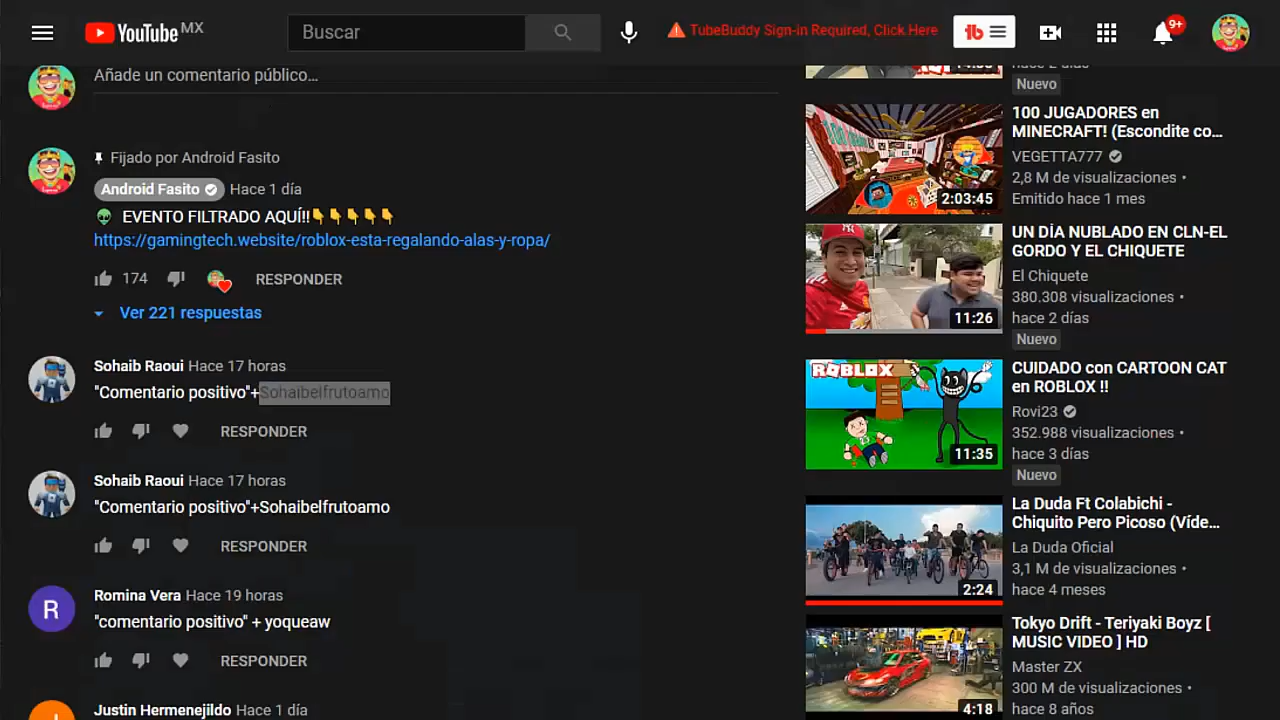 YouTube MX
Buscar
TubeBuddy Sign-in Required, Click Here
tb
9+
Añade un comentario público...
Fijado por Android Fasito
Android Fasito Hace 1 día
EVENTO FILTRADO AQUÍ!!
https://gamingtech.website/roblox-esta-regalando-alas-y-ropa/
174 RESPONDER
Ver 221 respuestas
Sohaib Raoui Hace 17 horas
"Comentario positivo"+Sohaibelfrutoamo
RESPONDER
Sohaib Raoui Hace 17 horas
"Comentario positivo"+Sohaibelfrutoamo
RESPONDER
R
Romina Vera Hace 19 horas
"comentario positivo" + yoqueaw
RESPONDER
Justin Hermenejildo Hace 1 día
hace 2 días
Nuevo
2:03:45
100 JUGADORES en
MINECRAFT! (Escondite co...
VEGETTA777
2,8 M de visualizaciones •
Emitido hace 1 mes
11:26
UN DÍA NUBLADO EN CLN-EL
GORDO Y EL CHIQUETE
El Chiquete
380.308 visualizaciones •
hace 2 días
Nuevo
ROBLOX
11:35
CUIDADO con CARTOON CAT
en ROBLOX !!
Rovi23
352.988 visualizaciones •
hace 3 días
Nuevo
2:24
La Duda Ft Colabichi -
Chiquito Pero Picoso (Víde...
La Duda Oficial
3,1 M de visualizaciones •
hace 4 meses
4:18
Tokyo Drift - Teriyaki Boyz [
MUSIC VIDEO ] HD
Master ZX
300 M de visualizaciones •
hace 8 años